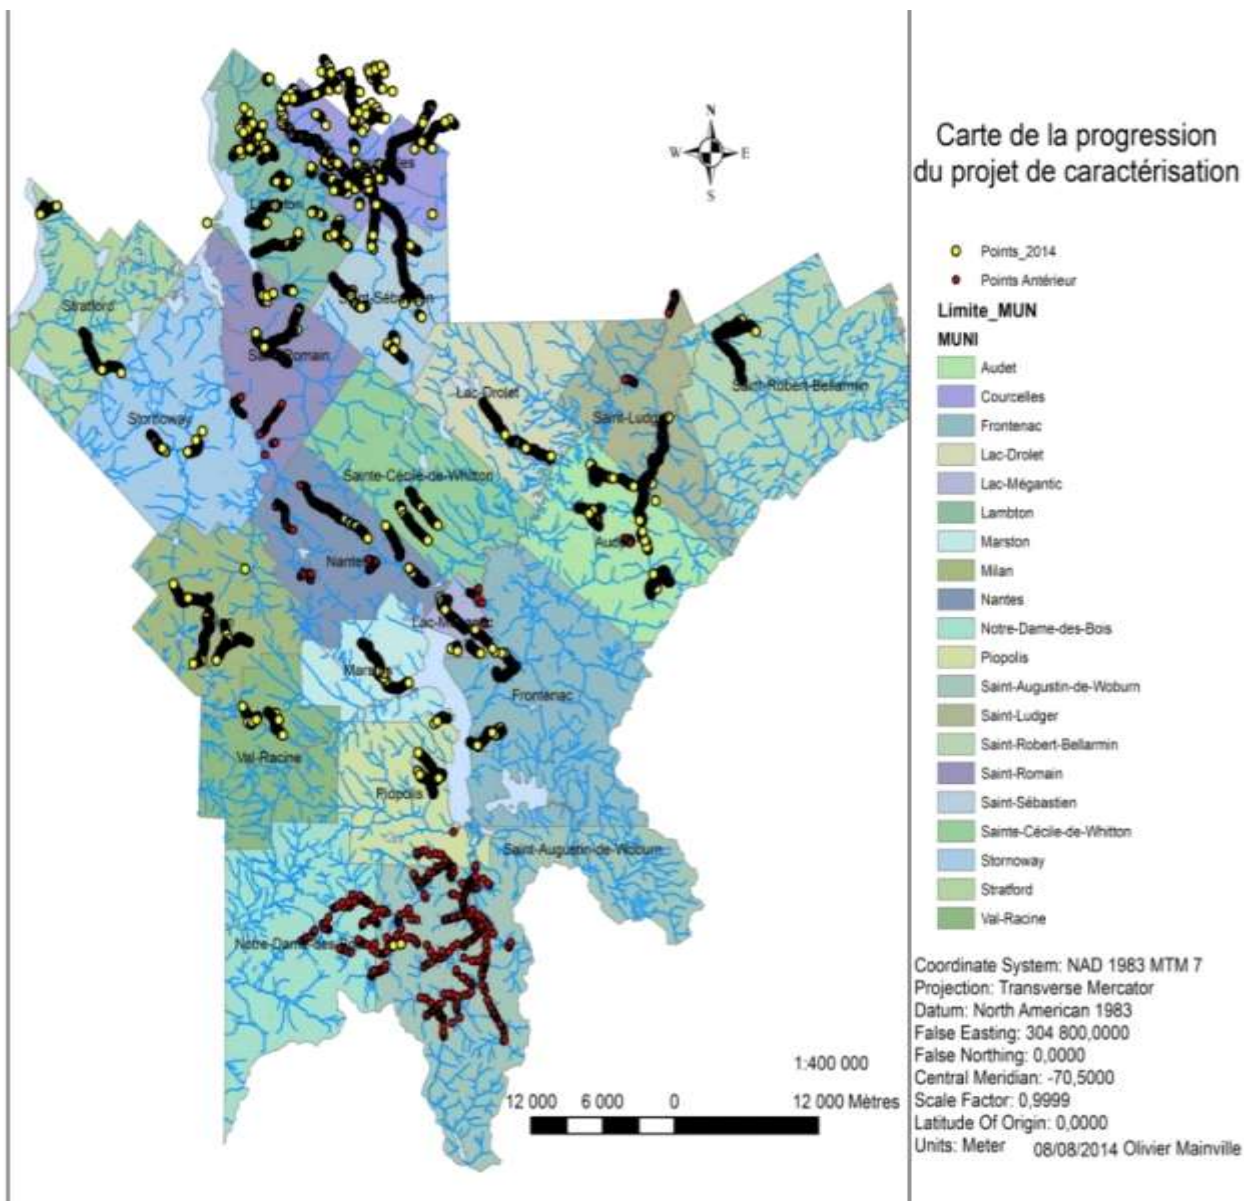 N
W
E
S
Lambton
Stratford
Saint-Romain
Stornoway
Lac-Drolet
Saint-Ludger
Saint-Robert-Bellarmin
Sainte-Cécile-de-Whitton
Nantes
Lac-Mégantic
Frontenac
Val-Racine
Piopolis
Saint-Augustin-de-Woburn
1:400 000
12 000 6 000 0 12 000 Mètres
Carte de la progression
du projet de caractérisation
Points_2014
Points Antérieur
Limite_MUN
MUNI
Audet
Courcelles
Frontenac
Lac-Drolet
Lac-Mégantic
Lambton
Marston
Milan
Nantes
Notre-Dame-des-Bois
Piopolis
Saint-Augustin-de-Woburn
Saint-Ludger
Saint-Robert-Bellarmin
Saint-Romain
Saint-Sébastien
Sainte-Cécile-de-Whitton
Stornoway
Stratford
Val-Racine
Coordinate System: NAD 1983 MTM 7
Projection: Transverse Mercator
Datum: North American 1983
False Easting: 304 800,0000
False Northing: 0,0000
Central Meridian: -70,5000
Scale Factor: 0,9999
Latitude Of Origin: 0,0000
Units: Meter 08/08/2014 Olivier Mainville